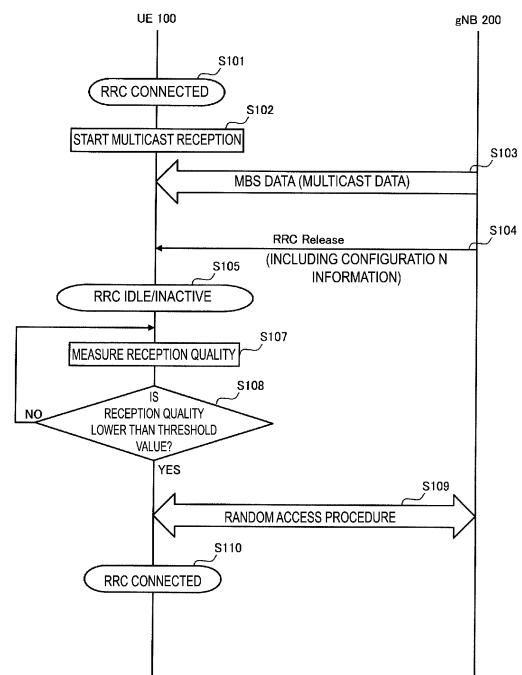 UE 100
gNB 200
S101
RRC CONNECTED
S102
START MULTICAST RECEPTION
S103
MBS DATA (MULTICAST DATA)
S104
RRC Release
(INCLUDING CONFIGURATIO N
INFORMATION)
S105
RRC IDLE/INACTIVE
S107
MEASURE RECEPTION QUALITY
S108
IS
RECEPTION QUALITY
LOWER THAN THRESHOLD
VALUE?
NO
YES
S109
RANDOM ACCESS PROCEDURE
S110
RRC CONNECTED